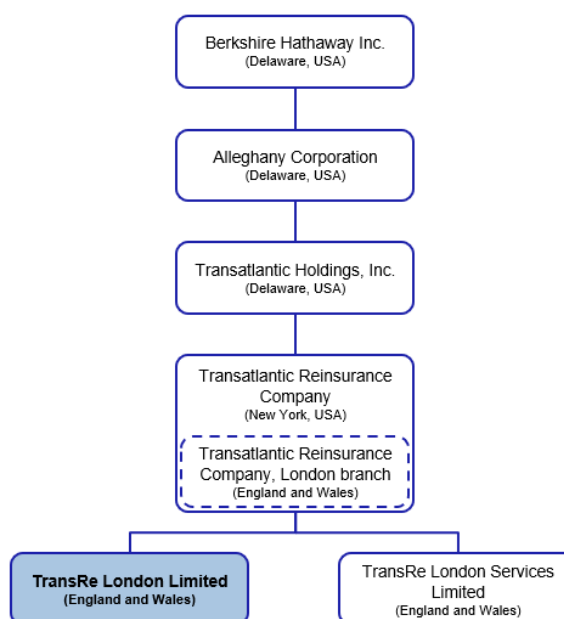 Berkshire Hathaway Inc.
(Delaware, USA)
Alleghany Corporation
(Delaware, USA)
Transatlantic Holdings, Inc.
(Delaware, USA)
Transatlantic Reinsurance
Company
(New York, USA)
Transatlantic Reinsurance
Company, London branch
(England and Wales)
TransRe London Limited
(England and Wales)
TransRe London Services
Limited
(England and Wales)